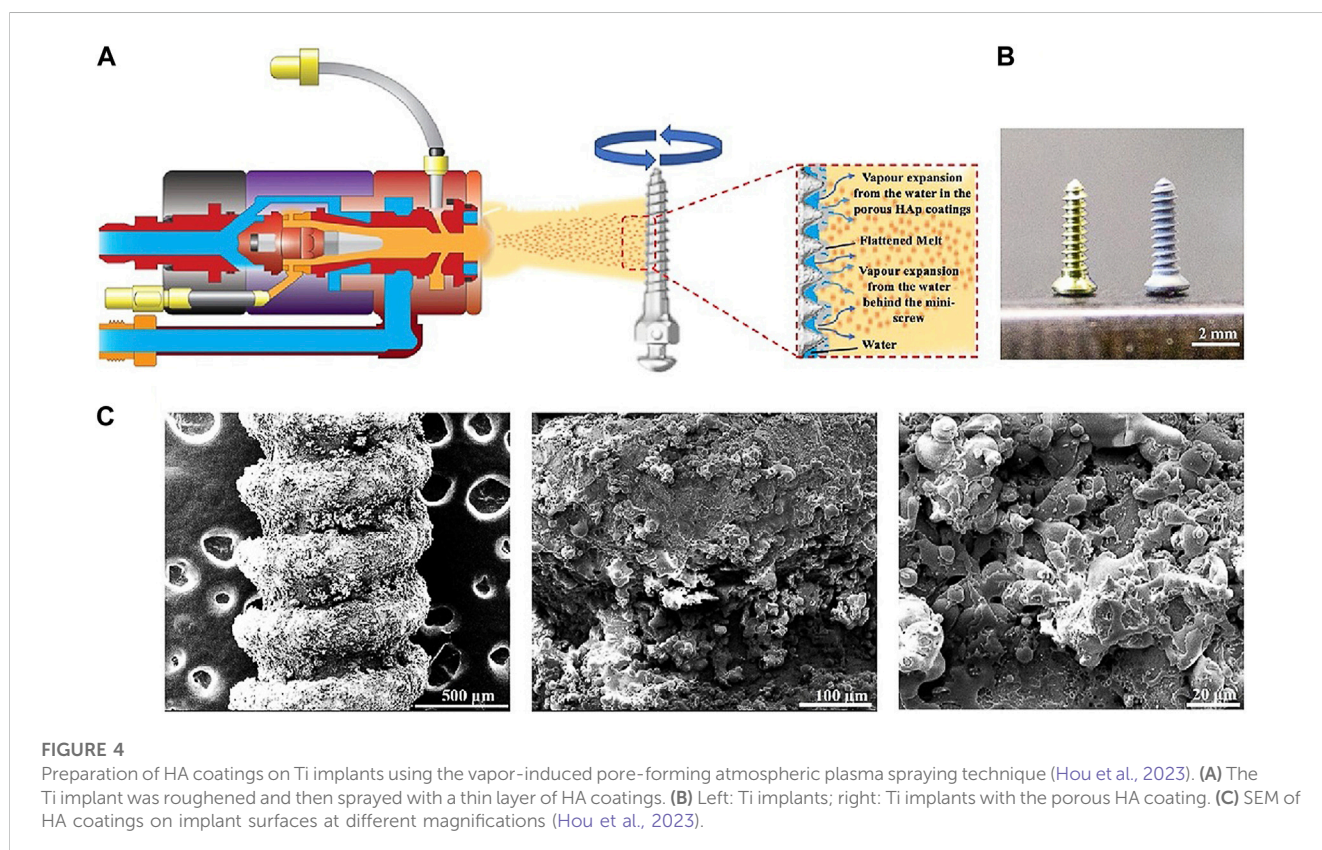 A
B
Vapour expansion
from the water in the
porous HAp coatings
Flattened Melt
Vapour expansion
from the water
behind the mini-
screw
Water
2 mm
C
500 μm
100 μm
20 μm
FIGURE 4
Preparation of HA coatings on Ti implants using the vapor-induced pore-forming atmospheric plasma spraying technique (Hou et al., 2023). (A) The
Ti implant was roughened and then sprayed with a thin layer of HA coatings. (B) Left: Ti implants; right: Ti implants with the porous HA coating. (C) SEM of
HA coatings on implant surfaces at different magnifications (Hou et al., 2023).